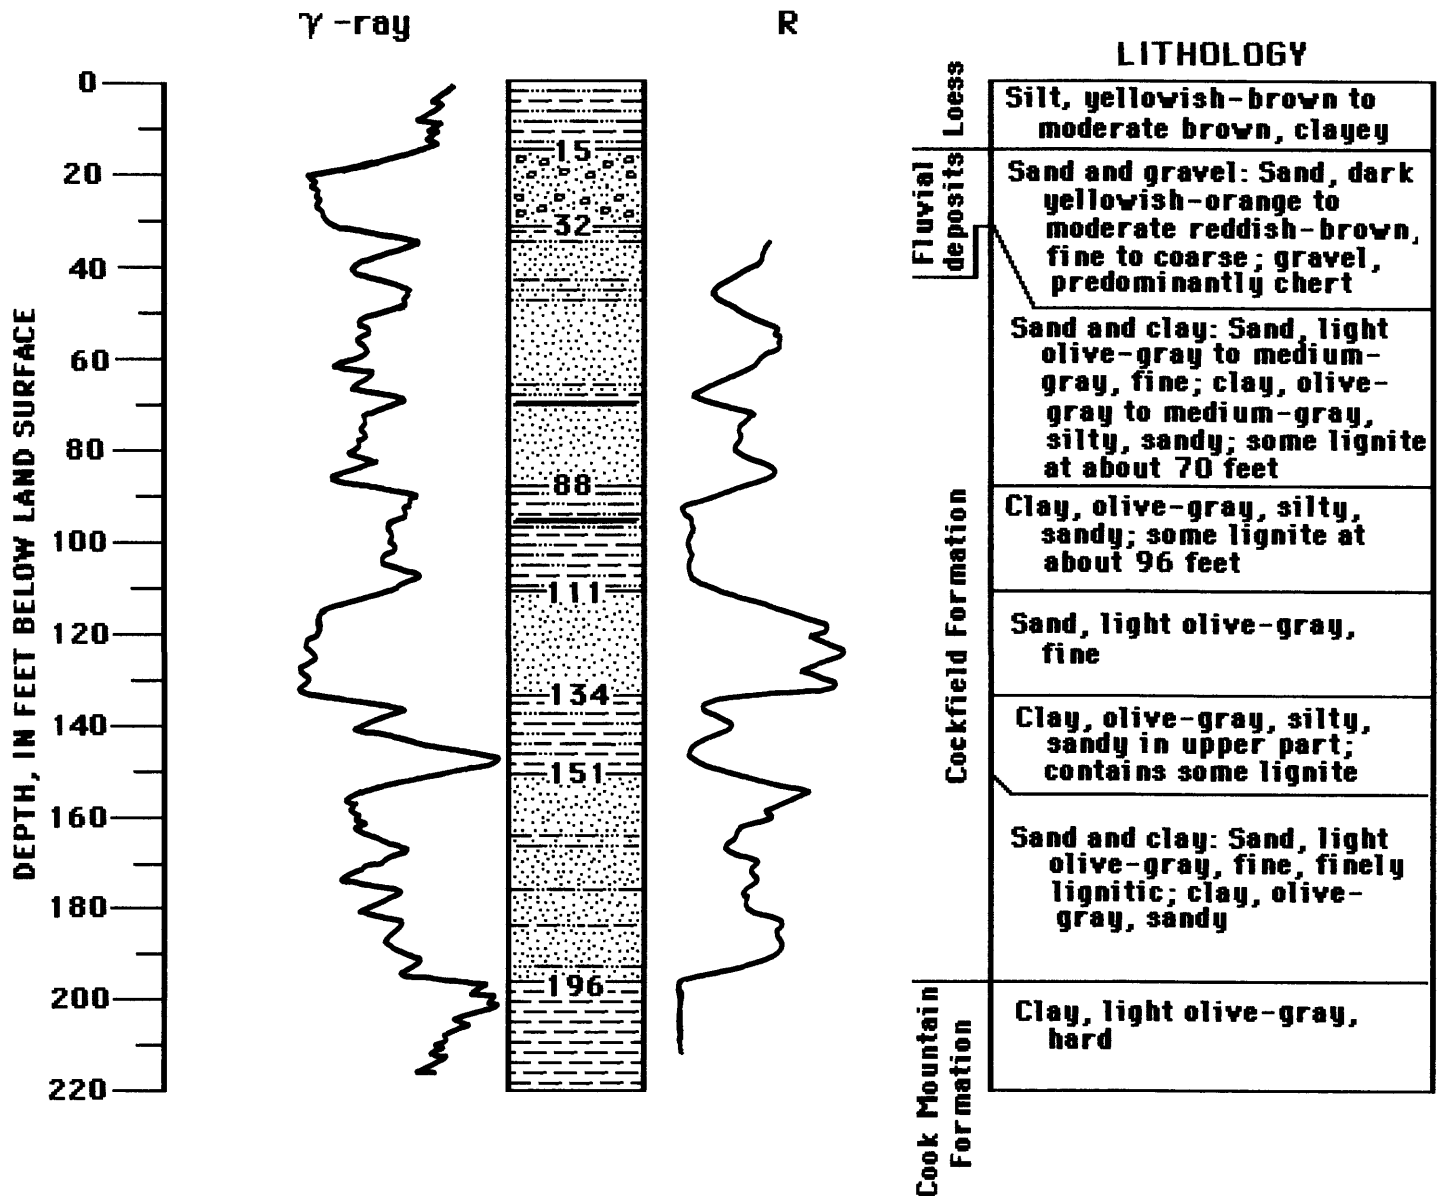 γ -ray
R
LITHOLOGY
DEPTH, IN FEET BELOW LAND SURFACE
0
20
40
60
80
100
120
140
160
180
200
220
15
32
88
111
134
151
196
Loess
Fluvial
deposits
Cockfield Formation
Cook Mountain
Formation
Silt, yellowish-brown to
moderate brown, clayey
Sand and gravel: Sand, dark
yellowish-orange to
moderate reddish-brown,
fine to coarse; gravel,
predominantly chert
Sand and clay: Sand, light
olive-gray to medium-
gray, fine; clay, olive-
gray to medium-gray,
silty, sandy; some lignite
at about 70 feet
Clay, olive-gray, silty,
sandy; some lignite at
about 96 feet
Sand, light olive-gray,
fine
Clay, olive-gray, silty,
sandy in upper part;
contains some lignite
Sand and clay: Sand, light
olive-gray, fine, finely
lignitic; clay, olive-
gray, sandy
Clay, light olive-gray,
hard